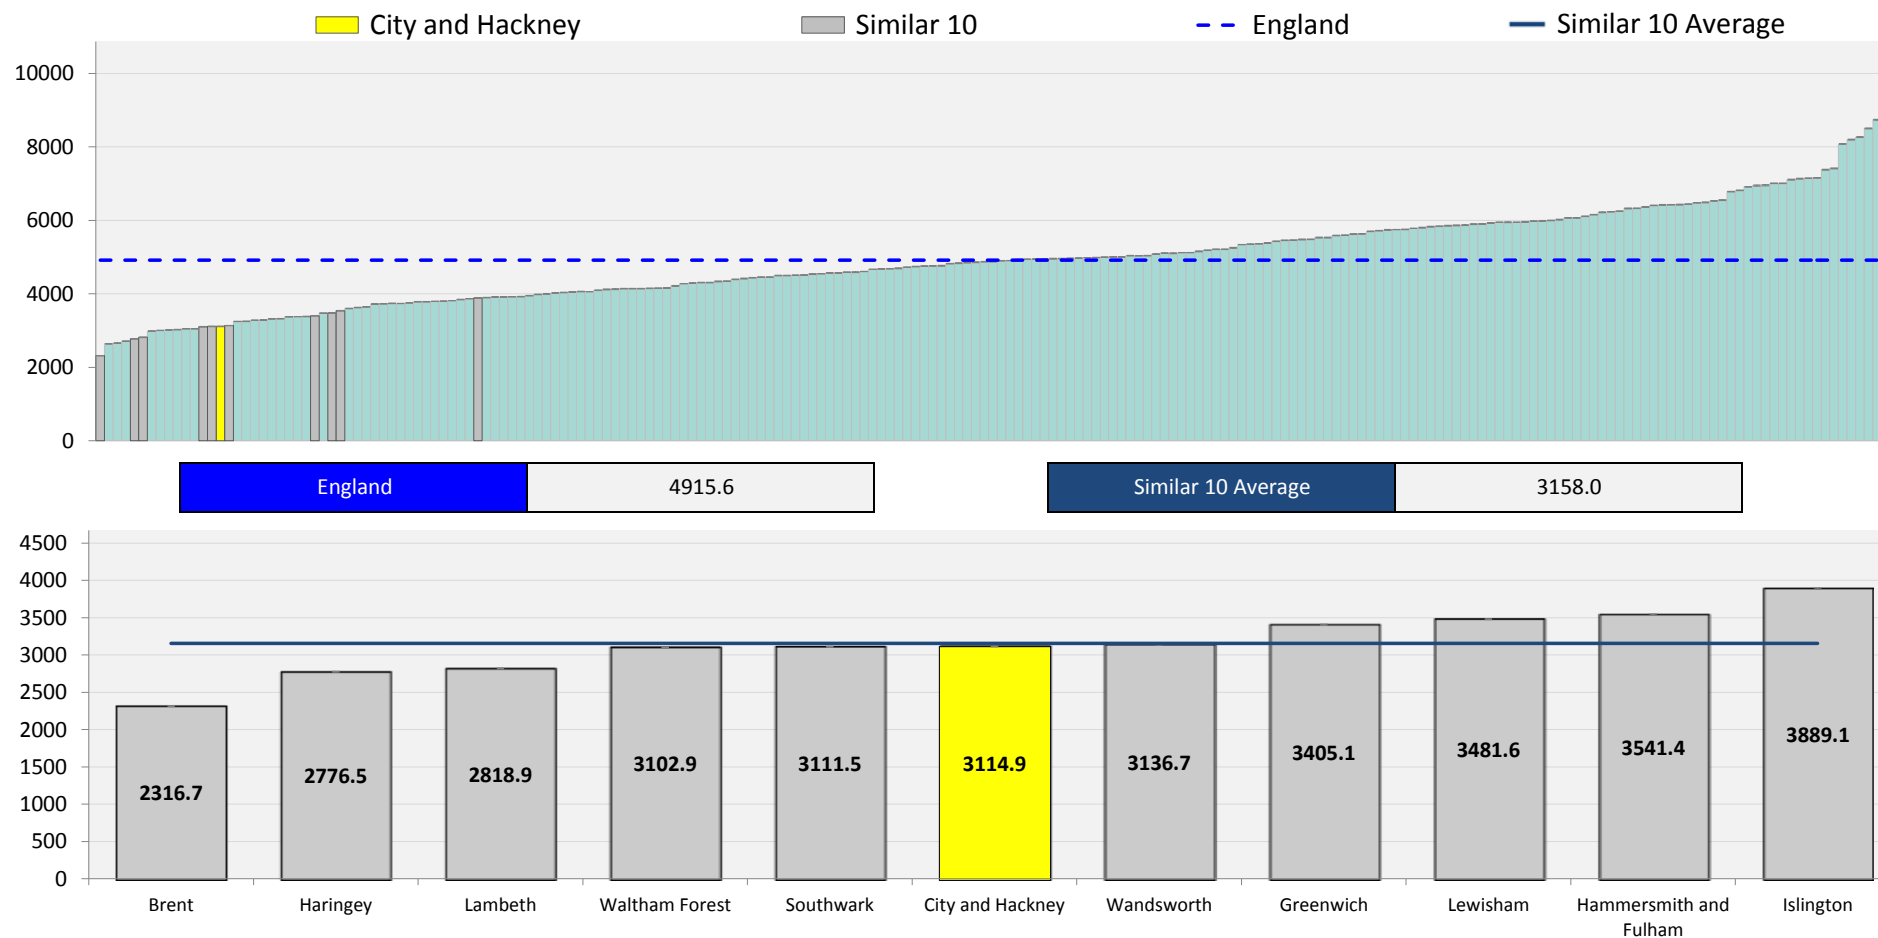 City and Hackney
Similar 10
England
Similar 10 Average
10000
8000
6000
4000
2000
0
England 4915.6
Similar 10 Average 3158.0
4500
4000
3500
3000
2500
2000
1500
1000
500
0
2316.7 2776.5 2818.9 3102.9 3111.5 3114.9 3136.7 3405.1 3481.6 3541.4 3889.1
Brent Haringey Lambeth Waltham Forest Southwark City and Hackney Wandsworth Greenwich Lewisham Hammersmith and Islington
Fulham